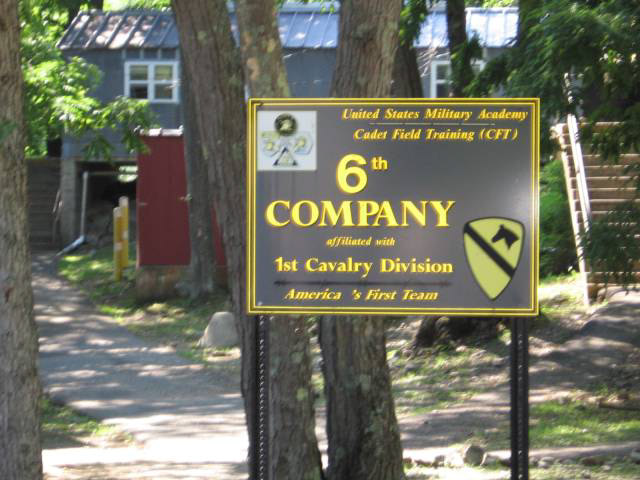 United States Military Academy
Cadet Field Training (CFT)
6th
COMPANY
affiliated with
1st Cavalry Division
America 's First Team